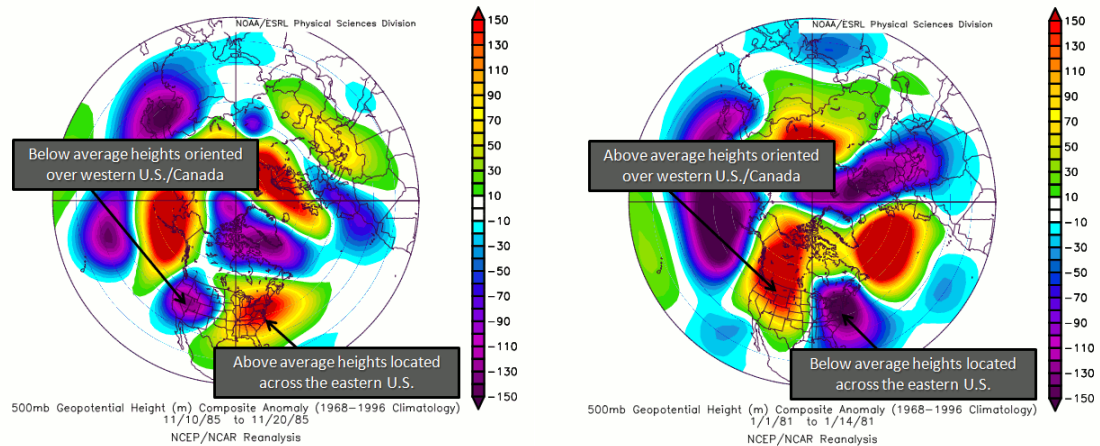 NOAA/ESRL Physical Sciences Division
150
130
110
90
70
50
30
10
-10
-30
-50
-70
-90
-110
-130
-150
Below average heights oriented
over western U.S./Canada
Above average heights located
across the eastern U.S.
500mb Geopotential Height (m) Composite Anomaly (1968-1996 Climatology)
11/10/85 to 11/20/85
NCEP/NCAR Reanalysis
NOAA/ESRL Physical Sciences Division
150
130
110
90
70
50
30
10
-10
-30
-50
-70
-90
-110
-130
-150
Above average heights oriented
over western U.S./Canada
Below average heights located
across the eastern U.S.
500mb Geopotential Height (m) Composite Anomaly (1968-1996 Climatology)
1/1/81 to 1/14/81
NCEP/NCAR Reanalysis